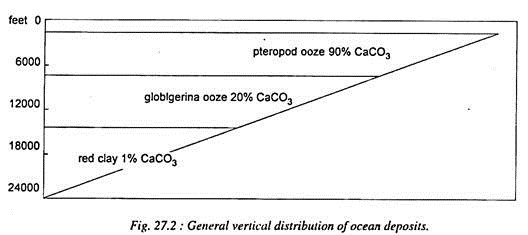 feet 0
pteropod ooze 90% CaCO3
6000
globlgerina ooze 20% CaCO3
12000
18000
red clay 1% CaCO3
24000
Fig. 27.2 : General vertical distribution of ocean deposits.